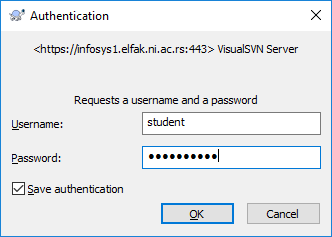 Authentication
<https://infosys1.elfak.ni.ac.rs:443> VisualSVN Server
Requests a username and a password
Username:
student
Password:
●●●●●●●●●●
Save authentication
OK
Cancel